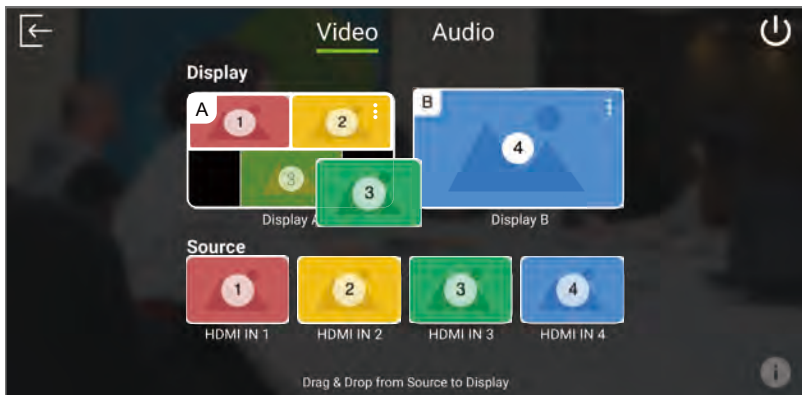 Video Audio
Display
A 1 2 B
3 3 4
Display A Display B
Source
1 2 3 4
HDMI IN 1 HDMI IN 2 HDMI IN 3 HDMI IN 4
Drag & Drop from Source to Display
i